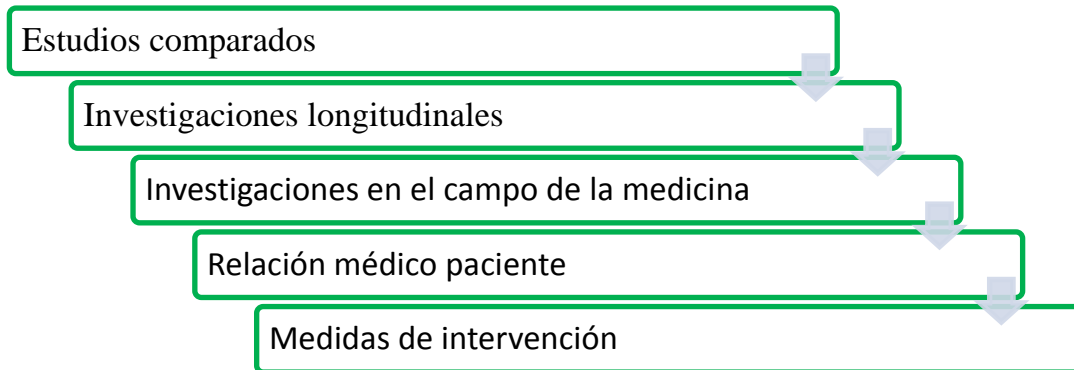 Estudios comparados
Investigaciones longitudinales
Investigaciones en el campo de la medicina
Relación médico paciente
Medidas de intervención